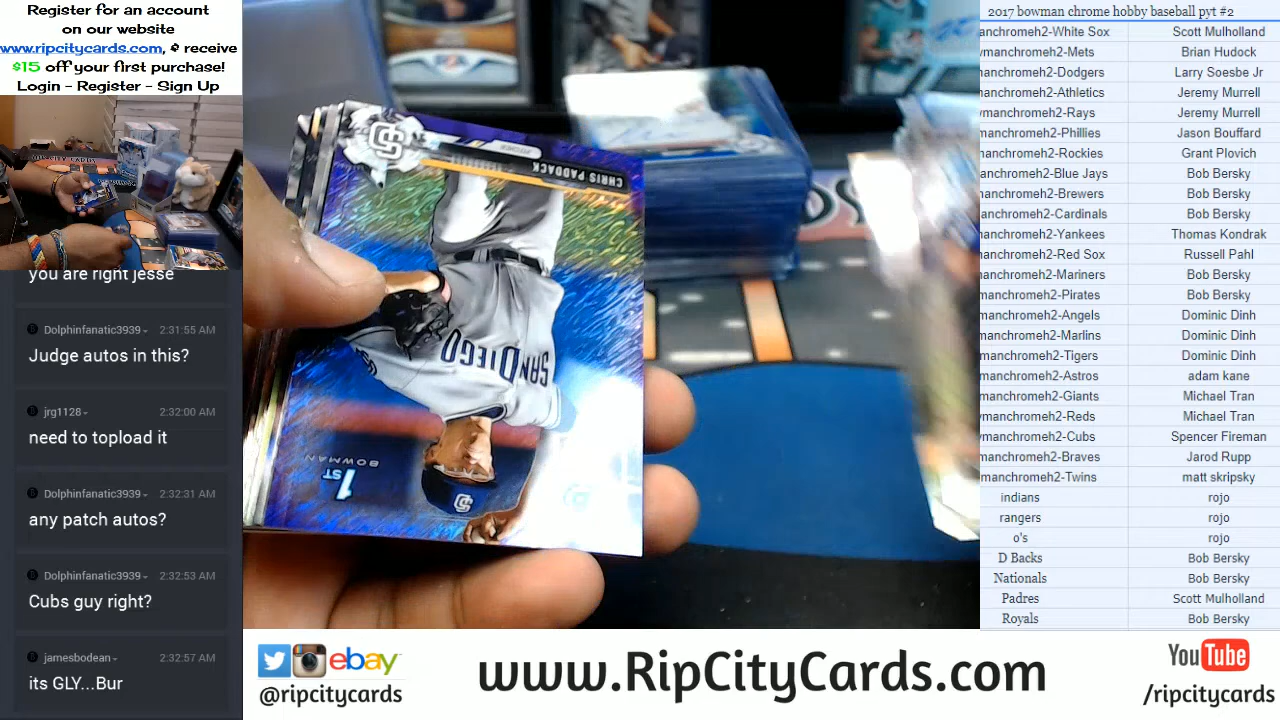 Register for an account
on our website
www.ripcitycards.com, & receive
$15 off your first purchase!
Login - Register - Sign Up
you are right jesse
Dolphinfanatic3939 2:31:55 AM
Judge autos in this?
jrg1128 2:32:00 AM
need to topload it
Dolphinfanatic3939 2:32:31 AM
any patch autos?
Dolphinfanatic3939 2:32:53 AM
Cubs guy right?
jamesbodean 2:32:57 AM
its GLY...Bur
CHRIS PADDACK
SAN DIEGO
1ST
BOWMAN
2017 bowman chrome hobby baseball pyt #2
anchromeh2-White Sox Scott Mulholland
manchromeh2-Mets Brian Hudock
manchromeh2-Dodgers Larry Soesbe Jr
manchromeh2-Athletics Jeremy Murrell
manchromeh2-Rays Jeremy Murrell
manchromeh2-Phillies Jason Bouffard
manchromeh2-Rockies Grant Plovich
anchromeh2-Blue Jays Bob Bersky
manchromeh2-Brewers Bob Bersky
anchromeh2-Cardinals Bob Bersky
manchromeh2-Yankees Thomas Kondrak
manchromeh2-Red Sox Russell Pahl
manchromeh2-Mariners Bob Bersky
manchromeh2-Pirates Bob Bersky
manchromeh2-Angels Dominic Dinh
manchromeh2-Marlins Dominic Dinh
manchromeh2-Tigers Dominic Dinh
manchromeh2-Astros adam kane
manchromeh2-Giants Michael Tran
manchromeh2-Reds Michael Tran
manchromeh2-Cubs Spencer Fireman
manchromeh2-Braves Jarod Rupp
manchromeh2-Twins matt skripsky
indians rojo
rangers rojo
o's rojo
D Backs Bob Bersky
Nationals Bob Bersky
Padres Scott Mulholland
Royals Bob Bersky
ebay
@ripcitycards
www.RipCityCards.com
YouTube
/ripcitycards